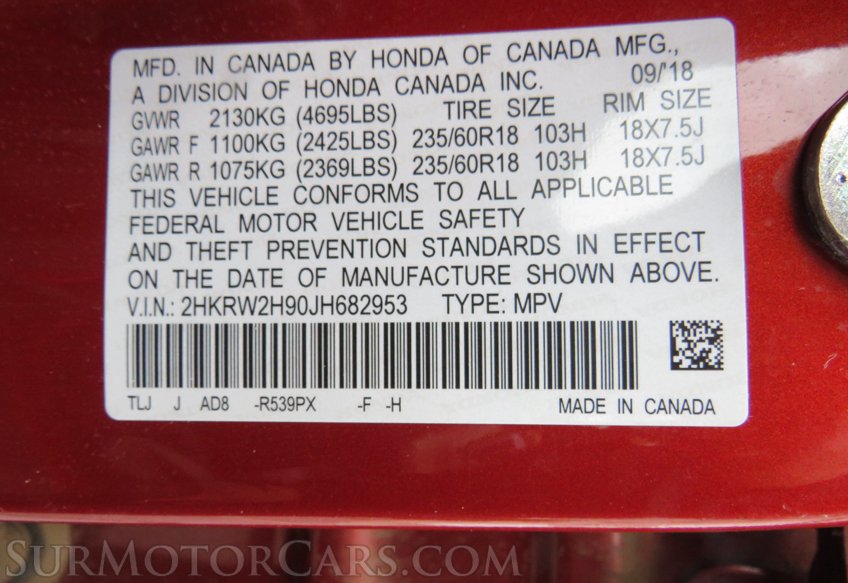 MFD. IN CANADA BY HONDA OF CANADA MFG.,
A DIVISION OF HONDA CANADA INC. 09/'18
GVWR 2130KG (4695LBS) TIRE SIZE RIM SIZE
GAWR F 1100KG (2425LBS) 235/60R18 103H 18X7.5J
GAWR R 1075KG (2369LBS) 235/60R18 103H 18X7.5J
THIS VEHICLE CONFORMS TO ALL APPLICABLE
FEDERAL MOTOR VEHICLE SAFETY
AND THEFT PREVENTION STANDARDS IN EFFECT
ON THE DATE OF MANUFACTURE SHOWN ABOVE.
V.I.N.: 2HKRW2H90JH682953 TYPE: MPV
TLJ J AD8 -R539PX -F -H MADE IN CANADA
SURMOTORCARS.COM